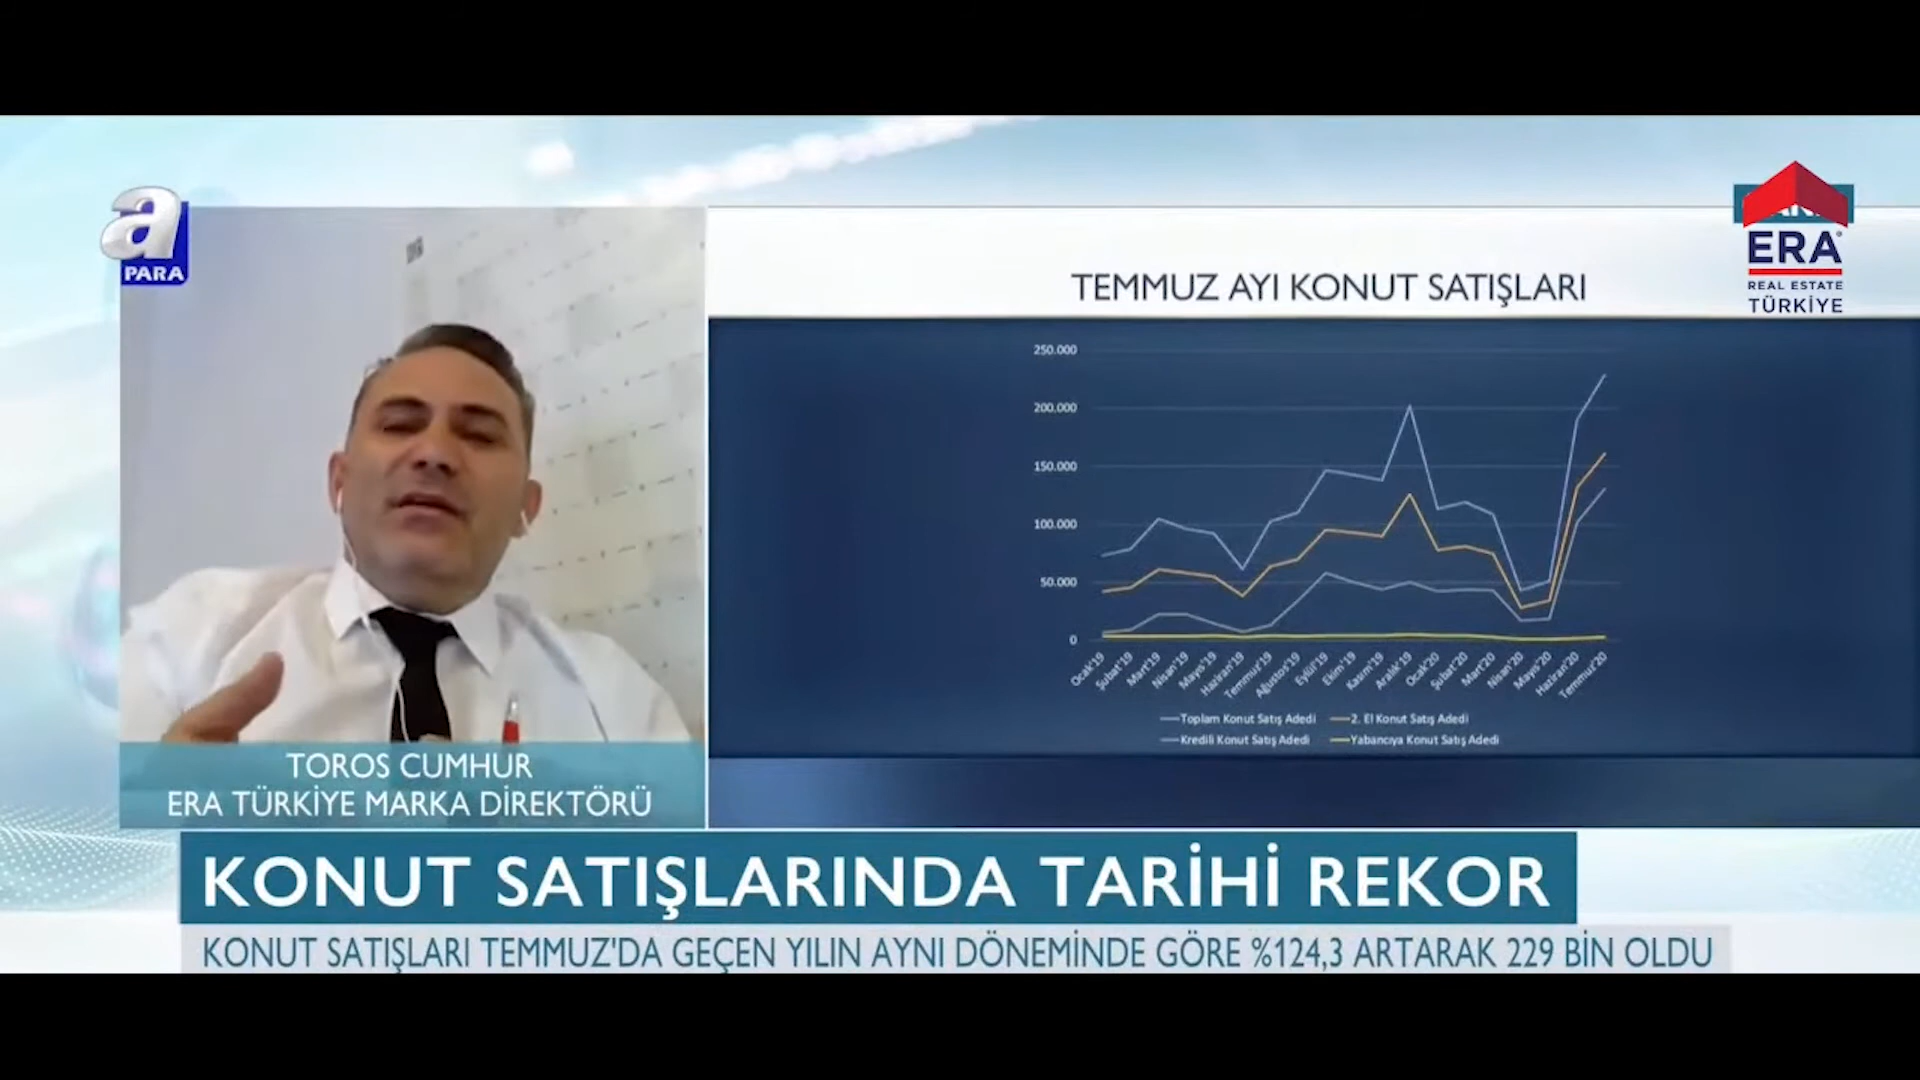 a
PARA
ERA
REAL ESTATE
TÜRKİYE
TEMMUZ AYI KONUT SATIŞLARI
250.000
200.000
150.000
100.000
50.000
0
Ocak'19
Şubat'19
Mart'19
Nisan'19
Mayıs'19
Haziran'19
Temmuz'19
Ağustos'19
Eylül'19
Ekim'19
Kasım'19
Aralık'19
Ocak'20
Şubat'20
Mart'20
Nisan'20
Mayıs'20
Haziran'20
Temmuz'20
Toplam Konut Satış Adedi
2. El Konut Satış Adedi
Kredili Konut Satış Adedi
Yabancıya Konut Satış Adedi
TOROS CUMHUR
ERA TÜRKİYE MARKA DİREKTÖRÜ
KONUT SATIŞLARINDA TARİHİ REKOR
KONUT SATIŞLARI TEMMUZ'DA GEÇEN YILIN AYNI DÖNEMİNDE GÖRE %124,3 ARTARAK 229 BİN OLDU